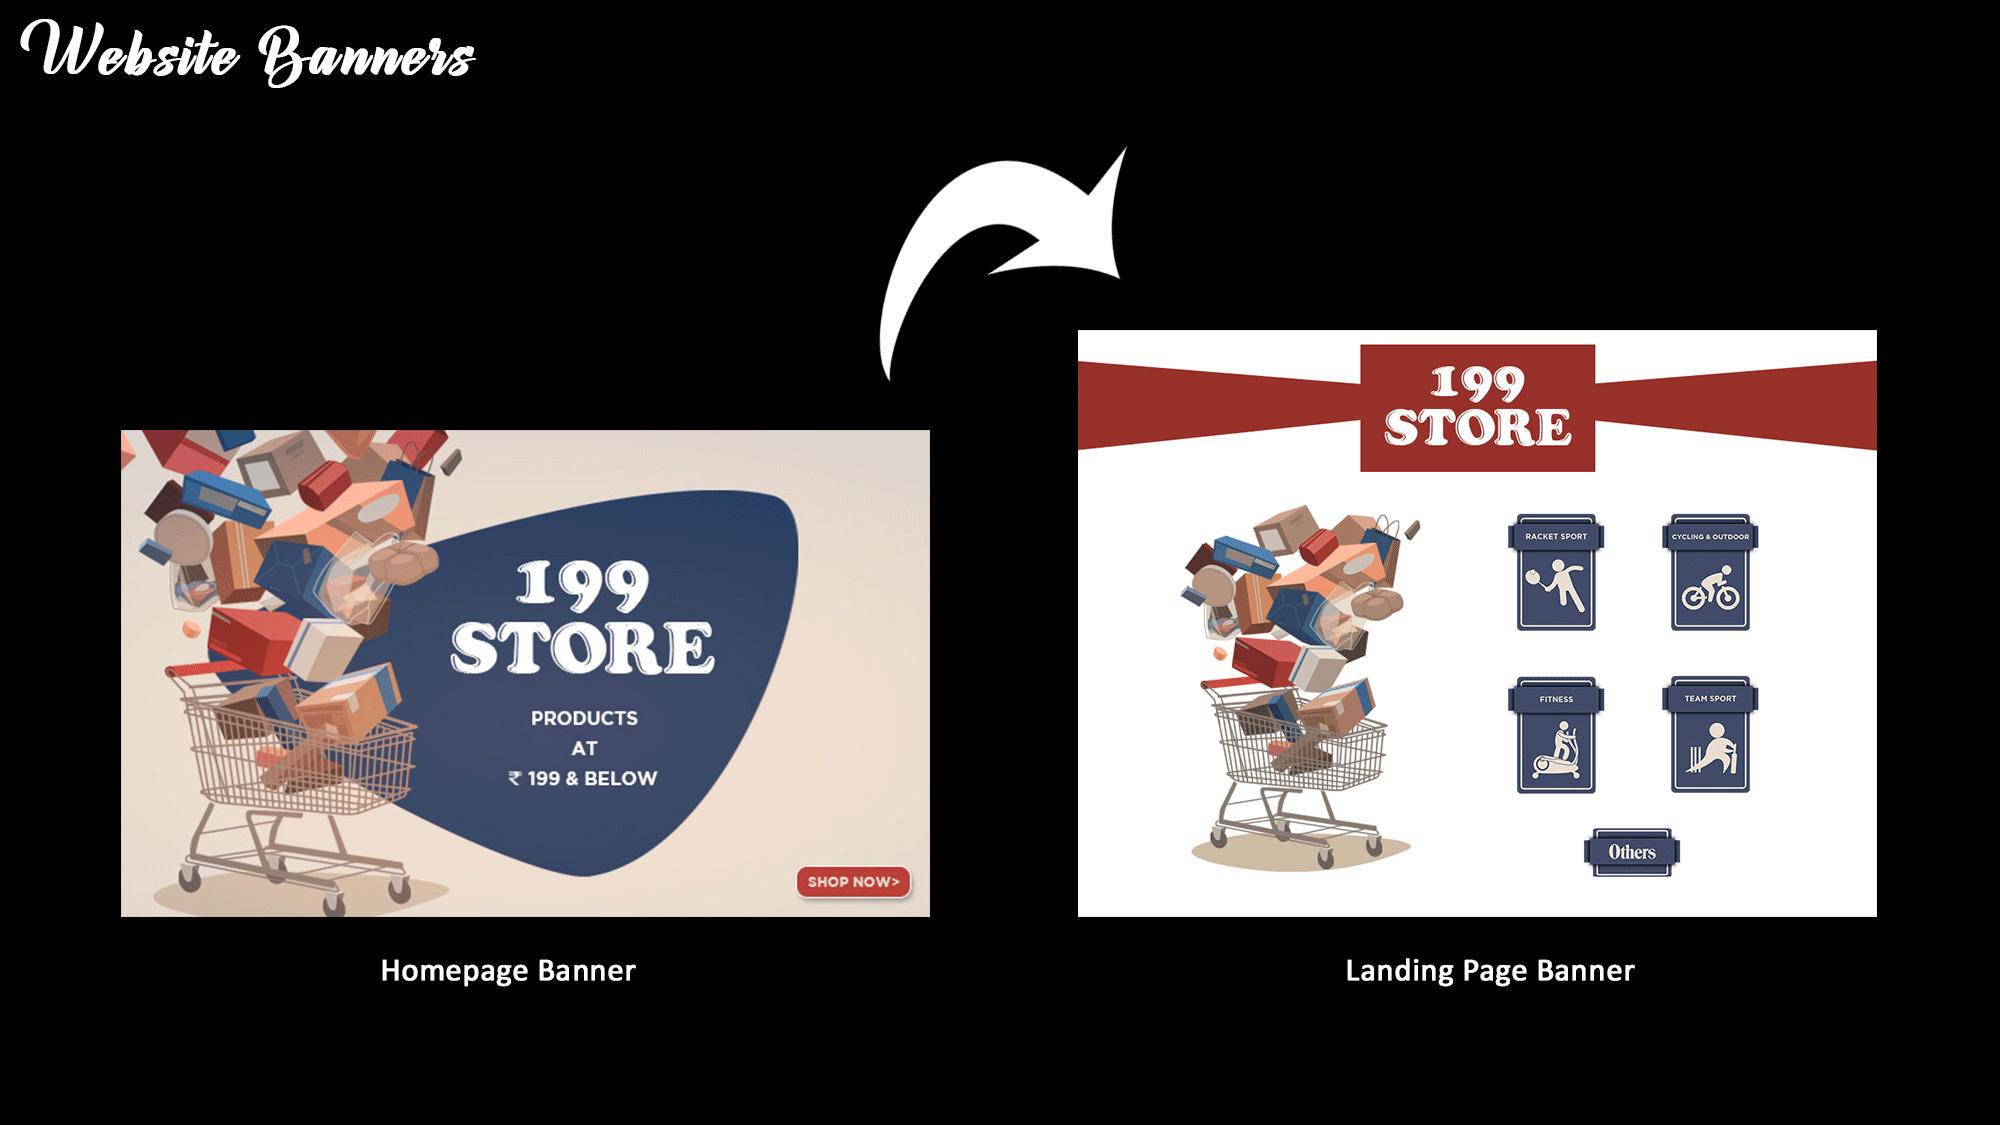 Website Banners
199
STORE
PRODUCTS
AT
₹ 199 & BELOW
SHOP NOW>
Homepage Banner
199
STORE
RACKET SPORT
CYCLING & OUTDOOR
FITNESS
TEAM SPORT
Others
Landing Page Banner